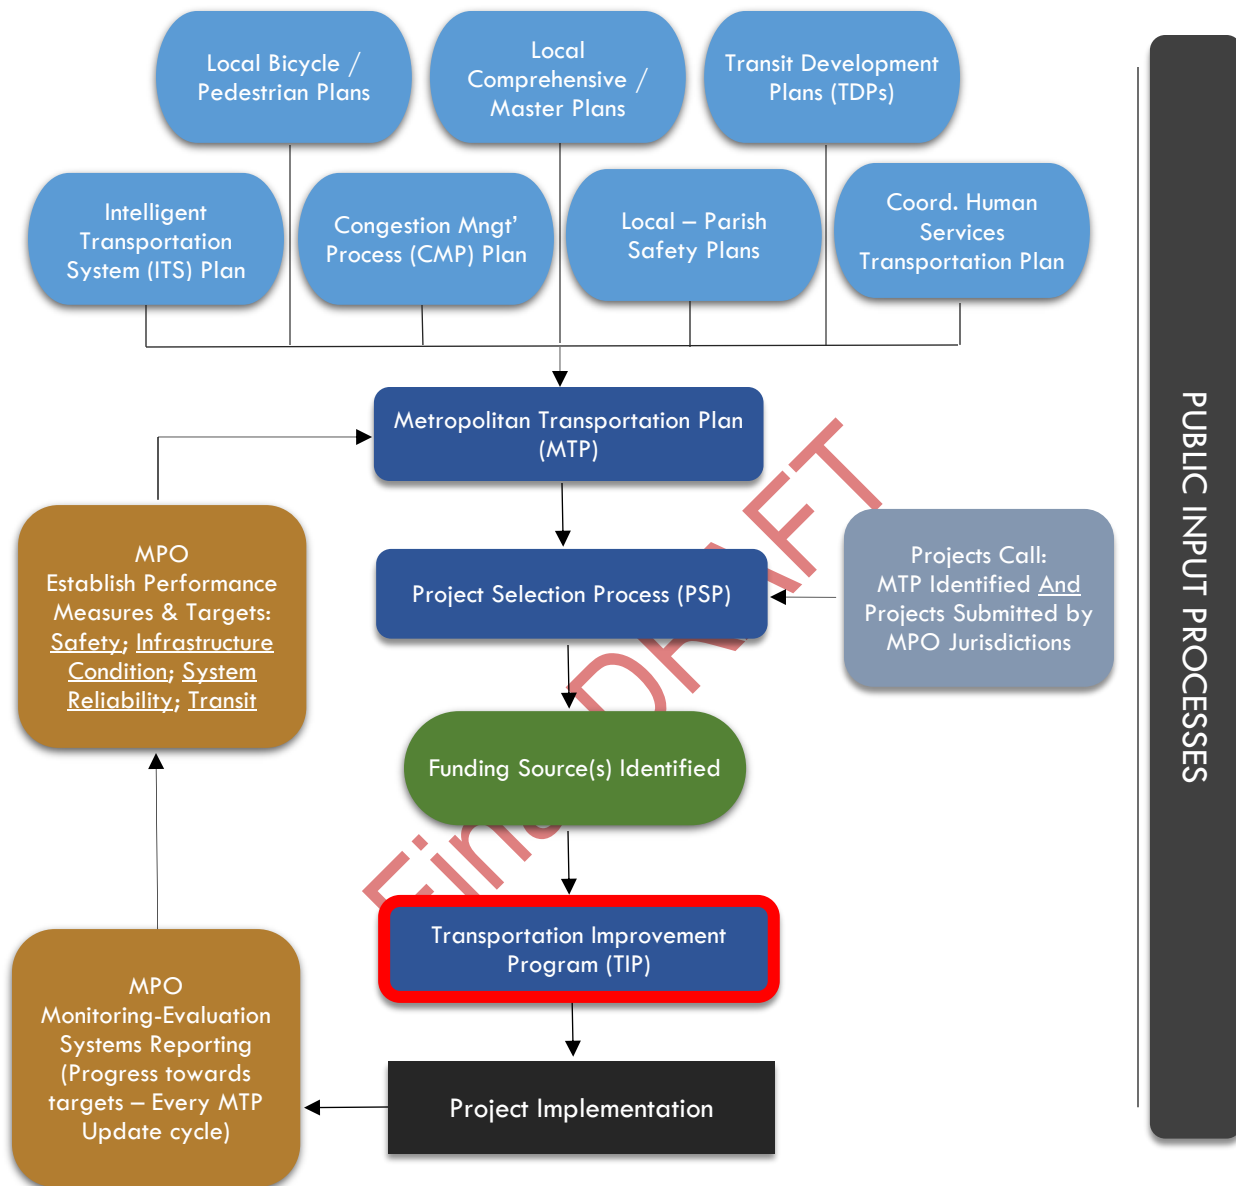 Local Bicycle /
Pedestrian Plans
Local
Comprehensive /
Master Plans
Transit Development
Plans (TDPs)
Intelligent
Transportation
System (ITS) Plan
Congestion Mngt’
Process (CMP) Plan
Local – Parish
Safety Plans
Coord. Human
Services
Transportation Plan
Metropolitan Transportation Plan
(MTP)
MPO
Establish Performance
Measures & Targets:
Safety; Infrastructure
Condition; System
Reliability; Transit
Project Selection Process (PSP)
Projects Call:
MTP Identified And
Projects Submitted by
MPO Jurisdictions
Funding Source(s) Identified
Transportation Improvement
Program (TIP)
MPO
Monitoring-Evaluation
Systems Reporting
(Progress towards
targets – Every MTP
Update cycle)
Project Implementation
PUBLIC INPUT PROCESSES
Final DRAFT